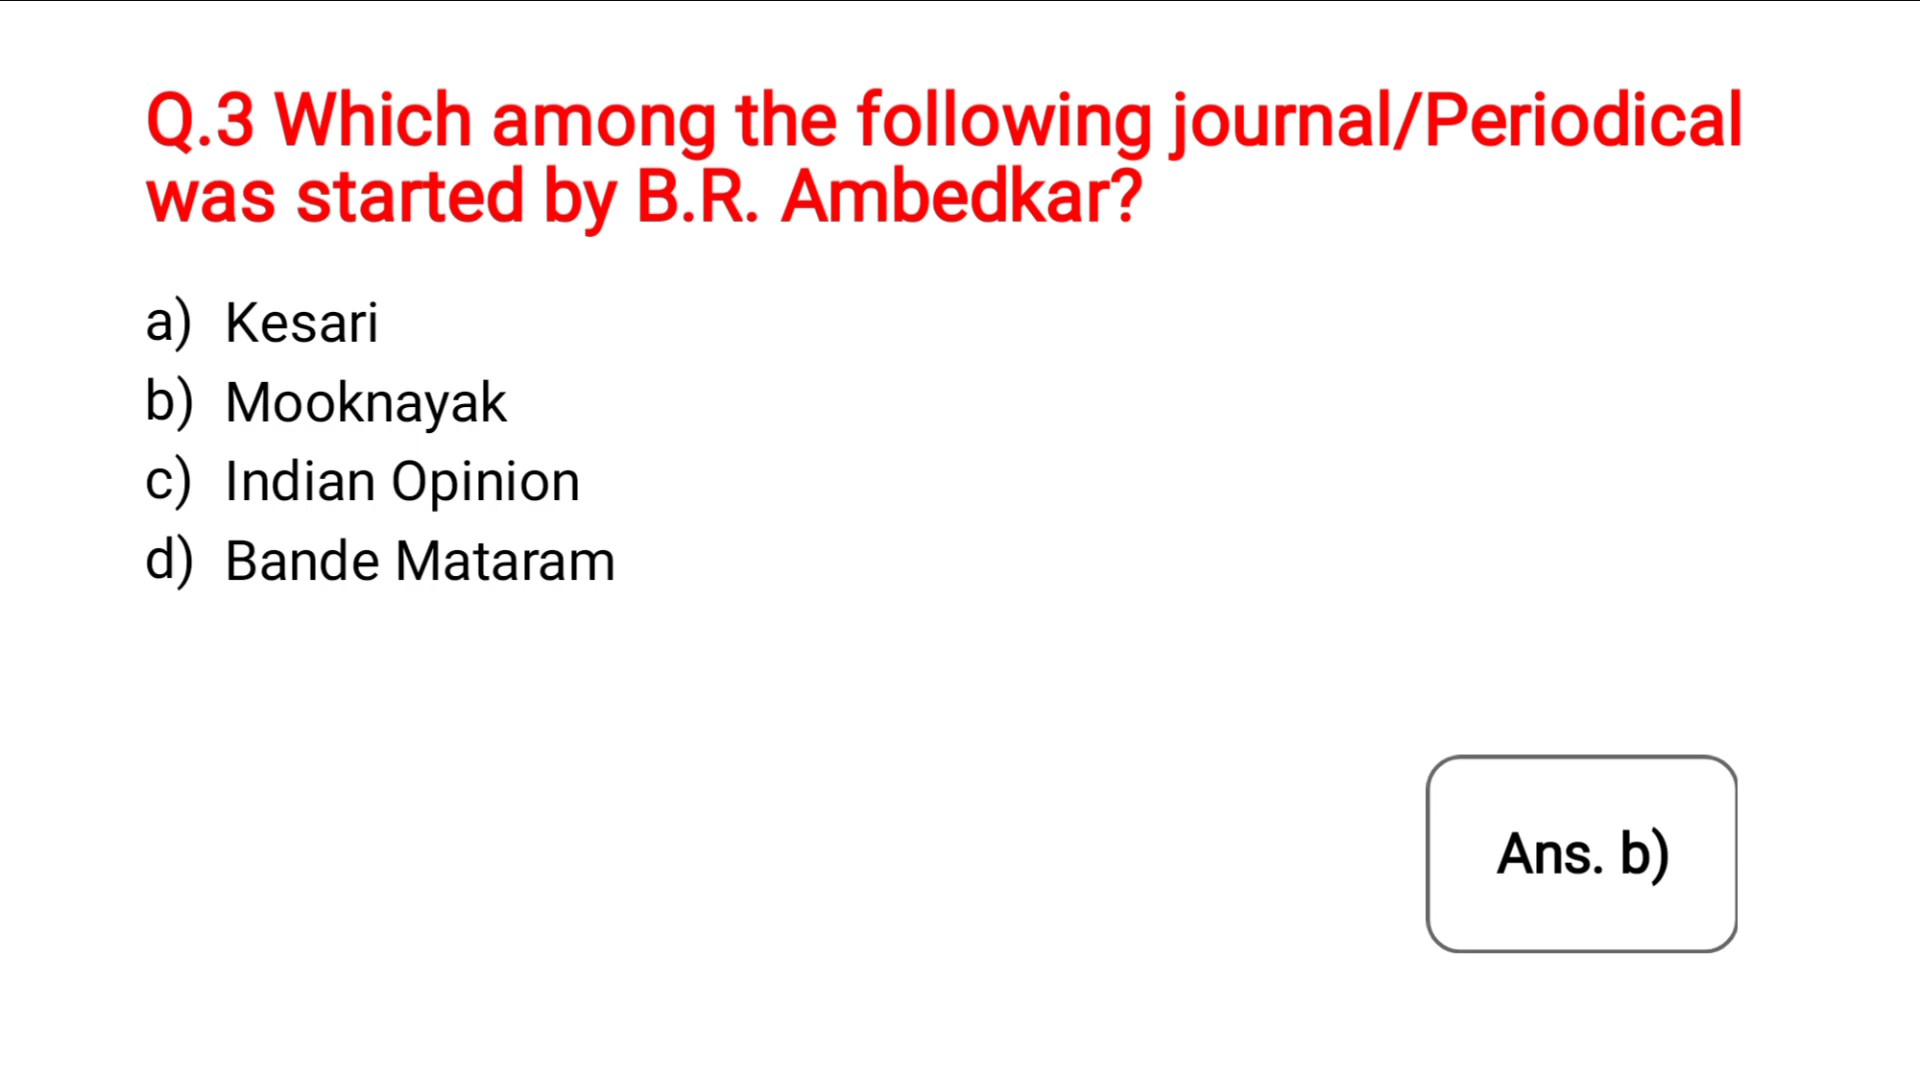 Q.3 Which among the following journal/Periodical
was started by B.R. Ambedkar?
a) Kesari
b) Mooknayak
c) Indian Opinion
d) Bande Mataram
Ans. b)